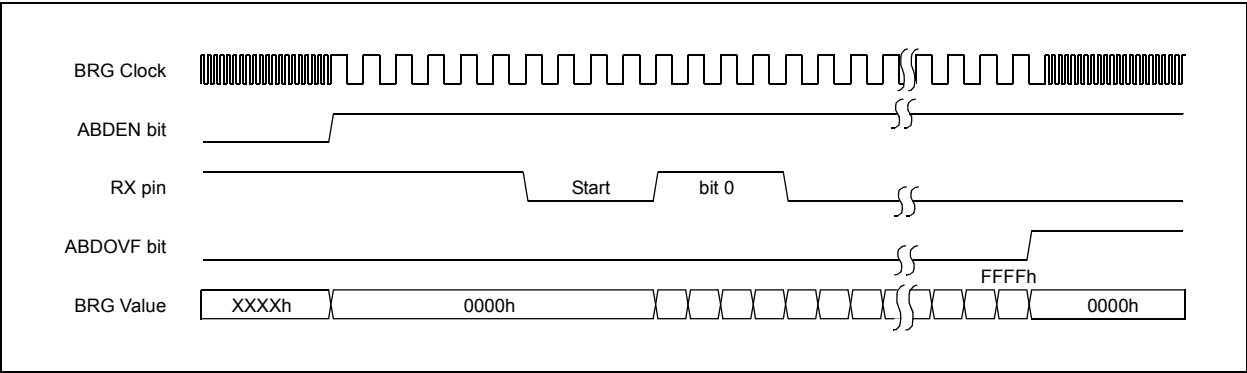 BRG Clock
ABDEN bit
RX pin Start bit 0
ABDOVF bit
FFFFh
BRG Value XXXXh 0000h 0000h